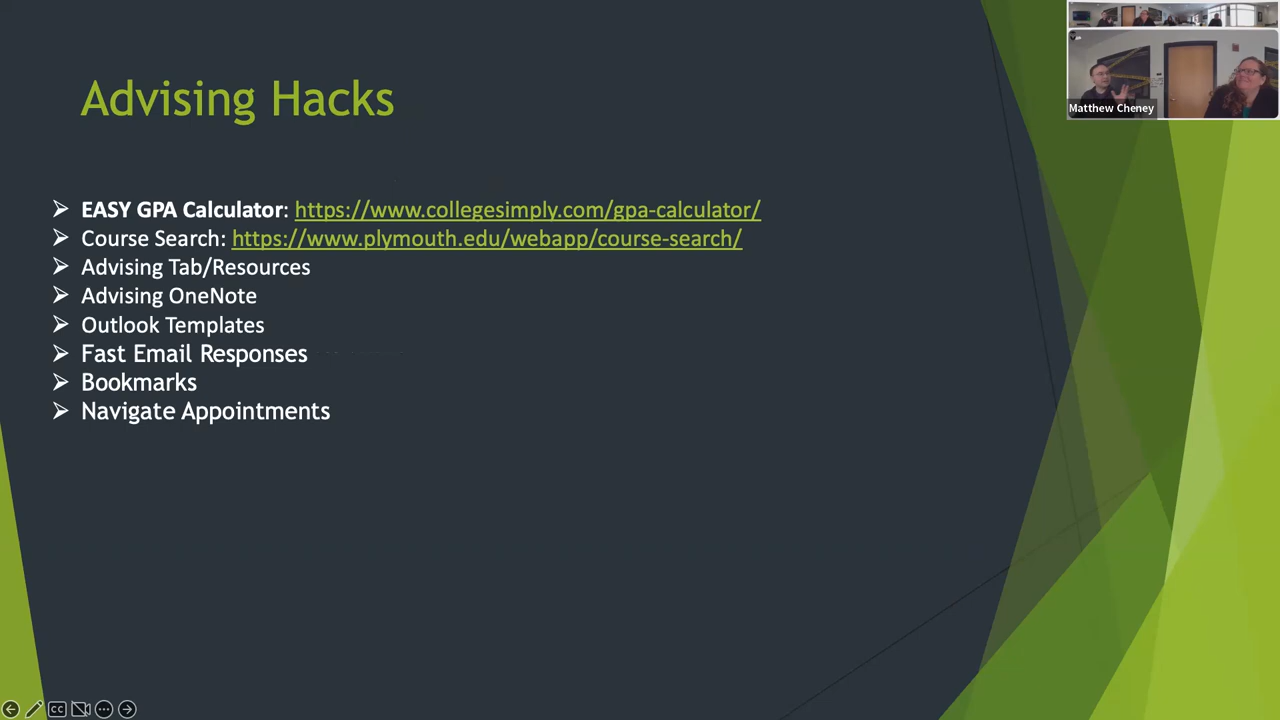 Advising Hacks
Matthew Cheney
➢ EASY GPA Calculator: https://www.collegesimply.com/gpa-calculator/
➢ Course Search: https://www.plymouth.edu/webapp/course-search/
➢ Advising Tab/Resources
➢ Advising OneNote
➢ Outlook Templates
➢ Fast Email Responses
➢ Bookmarks
➢ Navigate Appointments
CC